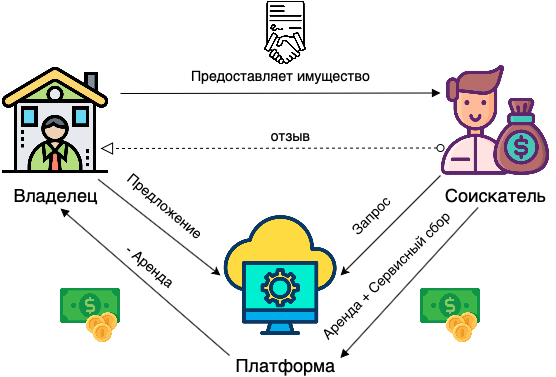 Предоставляет имущество
отзыв
Владелец
Соискатель
Предложение
Запрос
- Аренда
Аренда + Сервисный сбор
Платформа